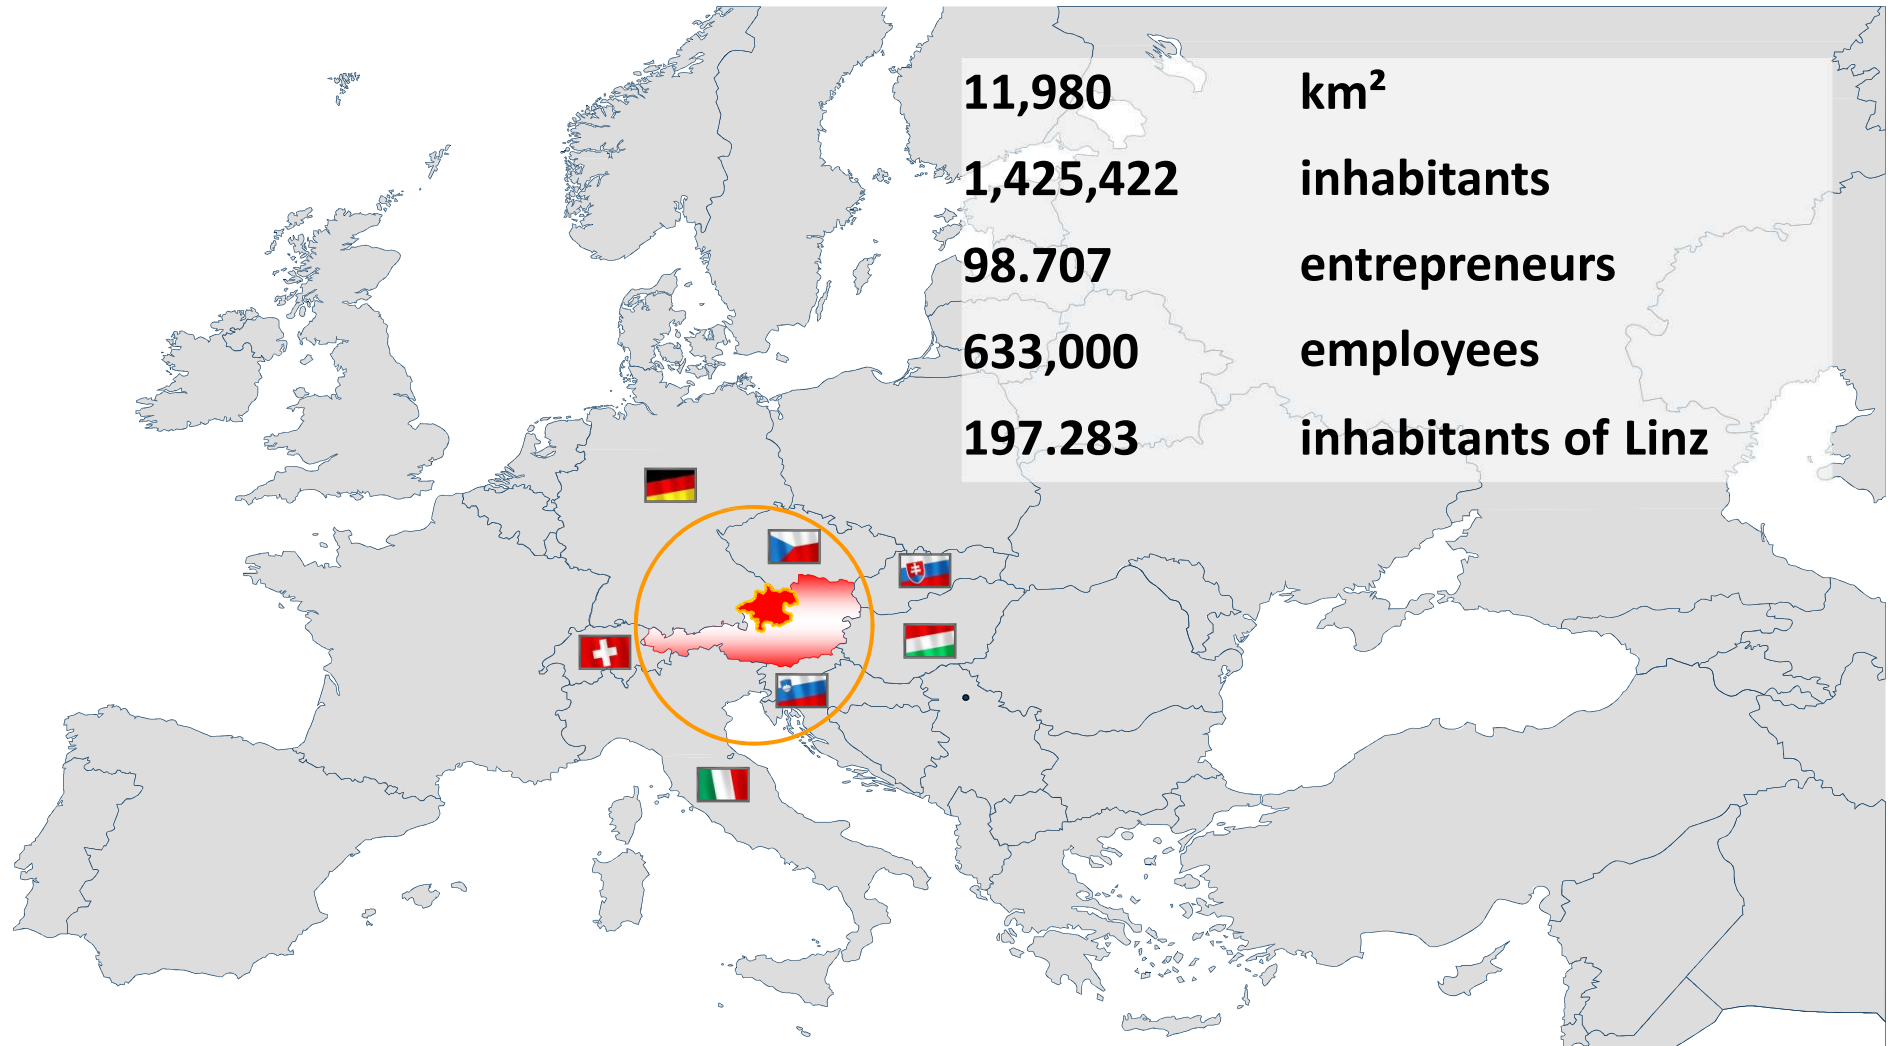 11,980 km²
1,425,422 inhabitants
98.707 entrepreneurs
633,000 employees
197.283 inhabitants of Linz